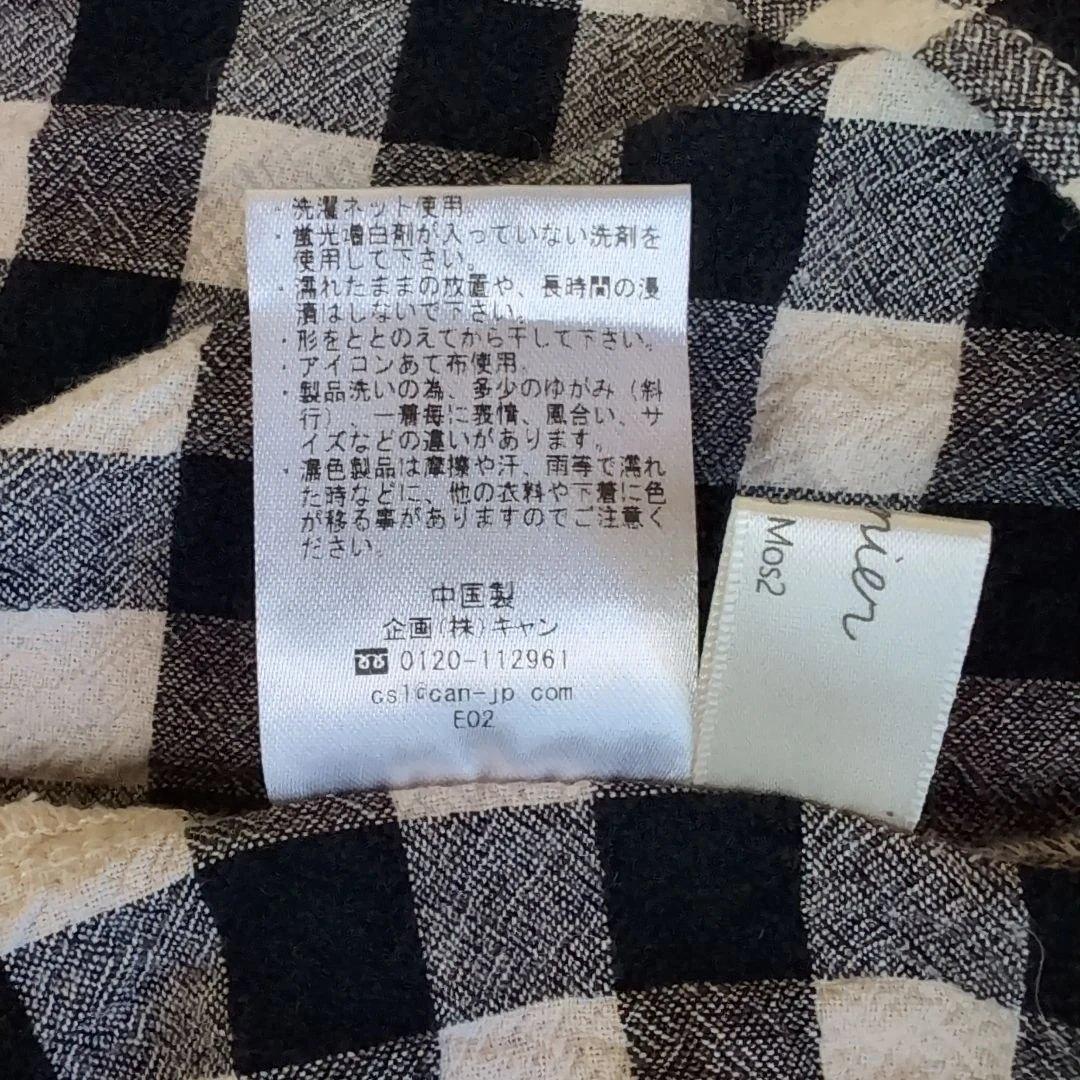 ・洗濯ネット使用。
・蛍光増白剤が入っていない洗剤を
使用して下さい。
・濡れたままの放置や、長時間の浸
漬はしないで下さい。
・形をととのえてから干して下さい。
・アイロンあて布使用。
・製品洗いの為、多少のゆがみ（斜
行）、一着毎に表情、風合い、サ
イズなどの違いがあります。
・濃色製品は摩擦や汗、雨等で濡れ
た時などに、他の衣料や下着に色
が移る事がありますのでご注意く
ださい。
中国製
企画(株)キャン
0120-112961
cs1@can-jp com
E02
nier
Mos2